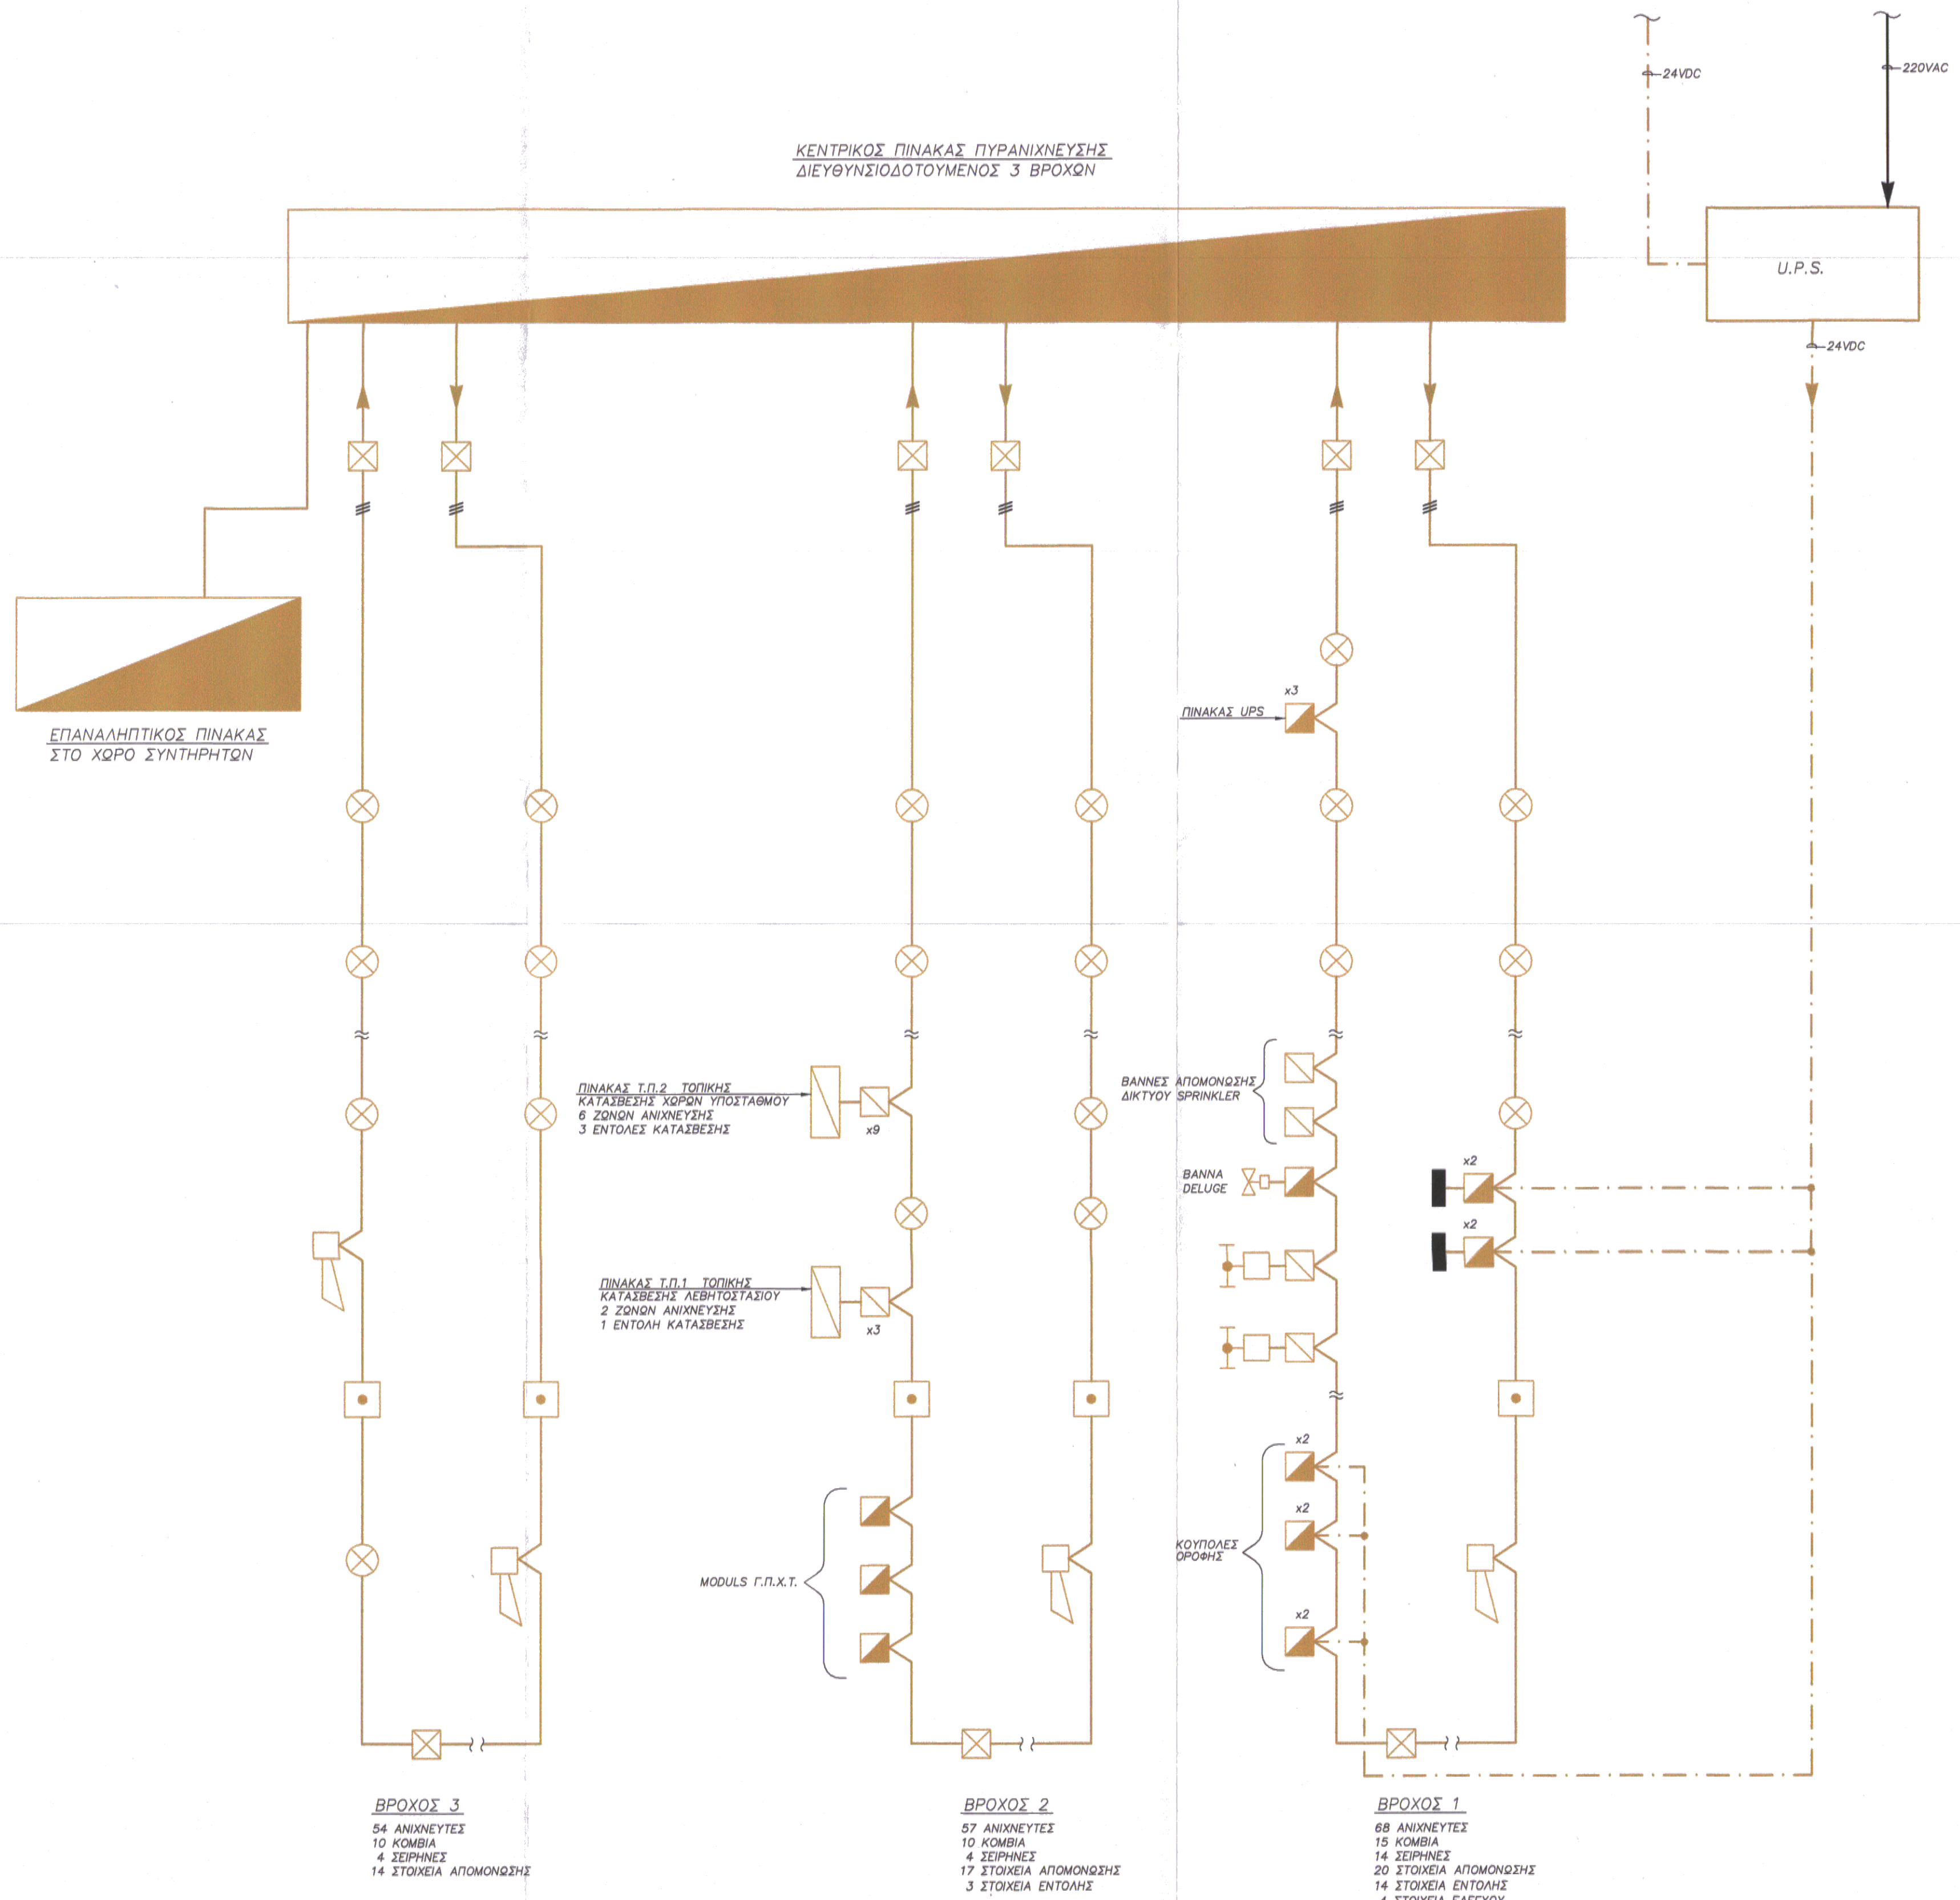 24VDC
220VAC
ΚΕΝΤΡΙΚΟΣ ΠΙΝΑΚΑΣ ΠΥΡΑΝΙΧΝΕΥΣΗΣ
ΔΙΕΥΘΥΝΣΙΟΔΟΤΟΥΜΕΝΟΣ 3 ΒΡΟΧΩΝ
U.P.S.
24VDC
ΕΠΑΝΑΛΗΠΤΙΚΟΣ ΠΙΝΑΚΑΣ
ΣΤΟ ΧΩΡΟ ΣΥΝΤΗΡΗΤΩΝ
x3
ΠΙΝΑΚΑΣ UPS
ΠΙΝΑΚΑΣ Τ.Π.2 ΤΟΠΙΚΗΣ
ΚΑΤΑΣΒΕΣΗΣ ΧΩΡΩΝ ΥΠΟΣΤΑΘΜΟΥ
6 ΖΩΝΩΝ ΑΝΙΧΝΕΥΣΗΣ
3 ΕΝΤΟΛΕΣ ΚΑΤΑΣΒΕΣΗΣ
x9
ΒΑΝΝΕΣ ΑΠΟΜΟΝΩΣΗΣ
ΔΙΚΤΥΟΥ SPRINKLER
ΒΑΝΝΑ
DELUGE
x2
x2
ΠΙΝΑΚΑΣ Τ.Π.1 ΤΟΠΙΚΗΣ
ΚΑΤΑΣΒΕΣΗΣ ΛΕΒΗΤΟΣΤΑΣΙΟΥ
2 ΖΩΝΩΝ ΑΝΙΧΝΕΥΣΗΣ
1 ΕΝΤΟΛΗ ΚΑΤΑΣΒΕΣΗΣ
x3
x2
x2
ΚΟΥΠΟΛΕΣ
ΟΡΟΦΗΣ
x2
MODULS Γ.Π.Χ.Τ.
ΒΡΟΧΟΣ 3
54 ΑΝΙΧΝΕΥΤΕΣ
10 ΚΟΜΒΙΑ
4 ΣΕΙΡΗΝΕΣ
14 ΣΤΟΙΧΕΙΑ ΑΠΟΜΟΝΩΣΗΣ
ΒΡΟΧΟΣ 2
57 ΑΝΙΧΝΕΥΤΕΣ
10 ΚΟΜΒΙΑ
4 ΣΕΙΡΗΝΕΣ
17 ΣΤΟΙΧΕΙΑ ΑΠΟΜΟΝΩΣΗΣ
3 ΣΤΟΙΧΕΙΑ ΕΝΤΟΛΗΣ
ΒΡΟΧΟΣ 1
68 ΑΝΙΧΝΕΥΤΕΣ
15 ΚΟΜΒΙΑ
14 ΣΕΙΡΗΝΕΣ
20 ΣΤΟΙΧΕΙΑ ΑΠΟΜΟΝΩΣΗΣ
14 ΣΤΟΙΧΕΙΑ ΕΝΤΟΛΗΣ
4 ΣΤΟΙΧΕΙΑ ΕΛΕΓΧΟΥ